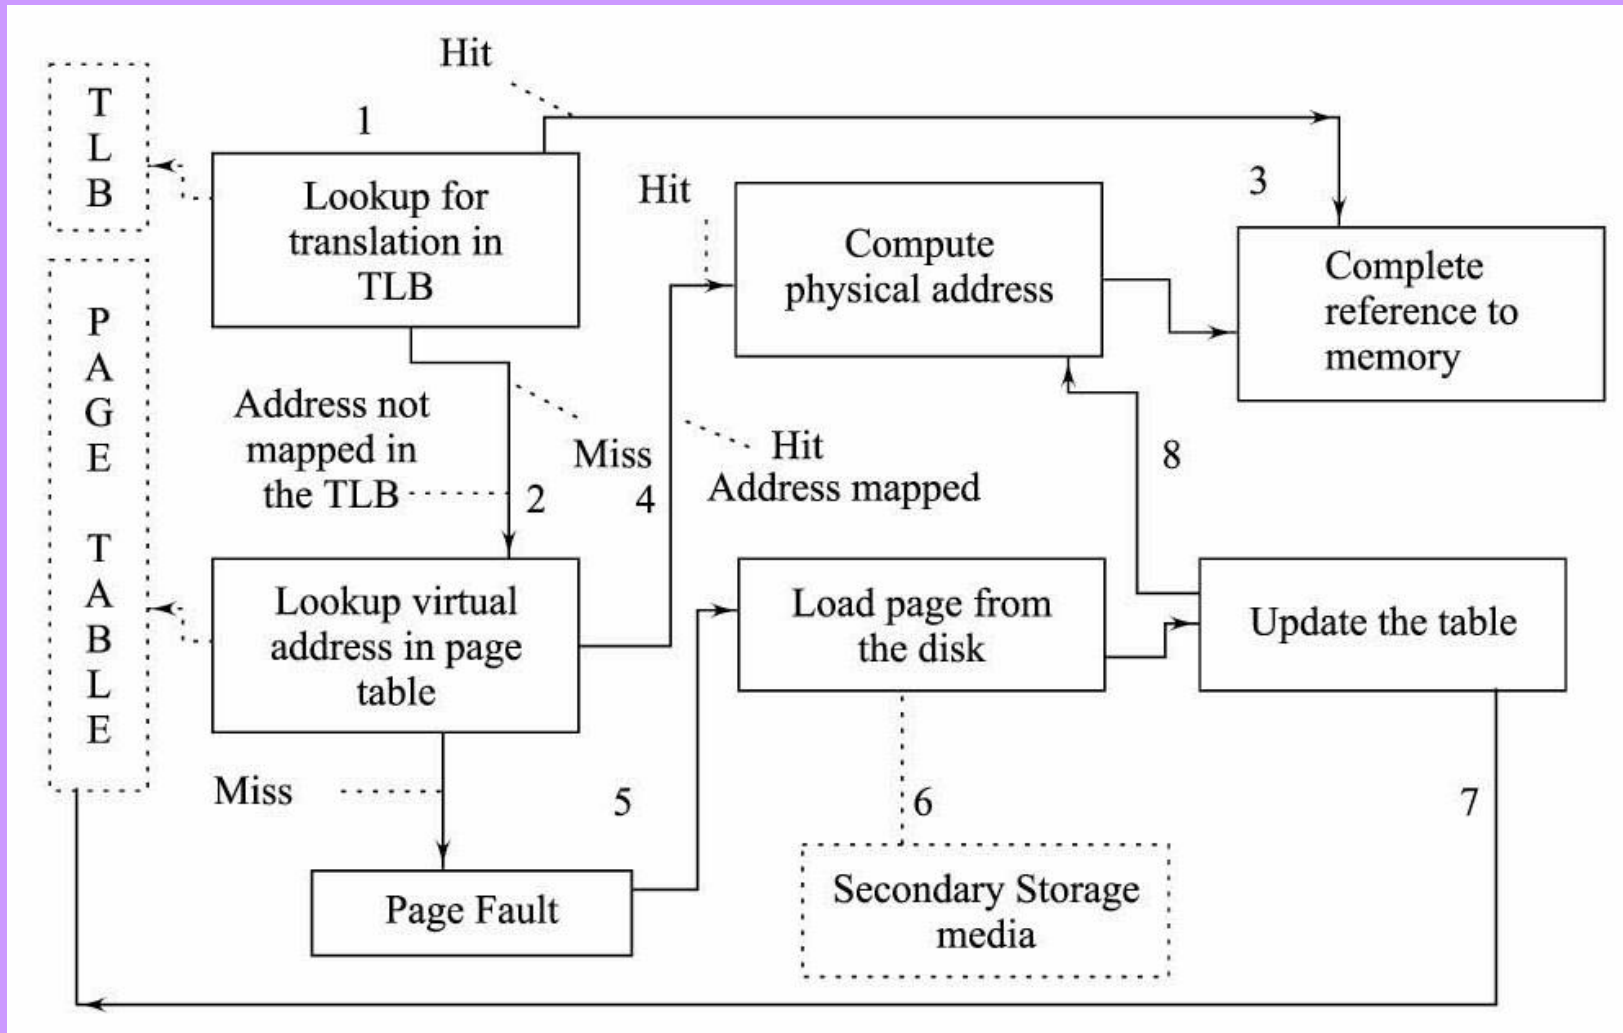 Hit
T
L
B
1
Lookup for
translation in
TLB
Hit
3
Compute
physical address
Complete
reference to
memory
P
A
G
E
T
A
B
L
E
Address not
mapped in
the TLB
2
Miss
4
Hit
Address mapped
8
Lookup virtual
address in page
table
Load page from
the disk
Update the table
Miss
5
6
7
Page Fault
Secondary Storage
media